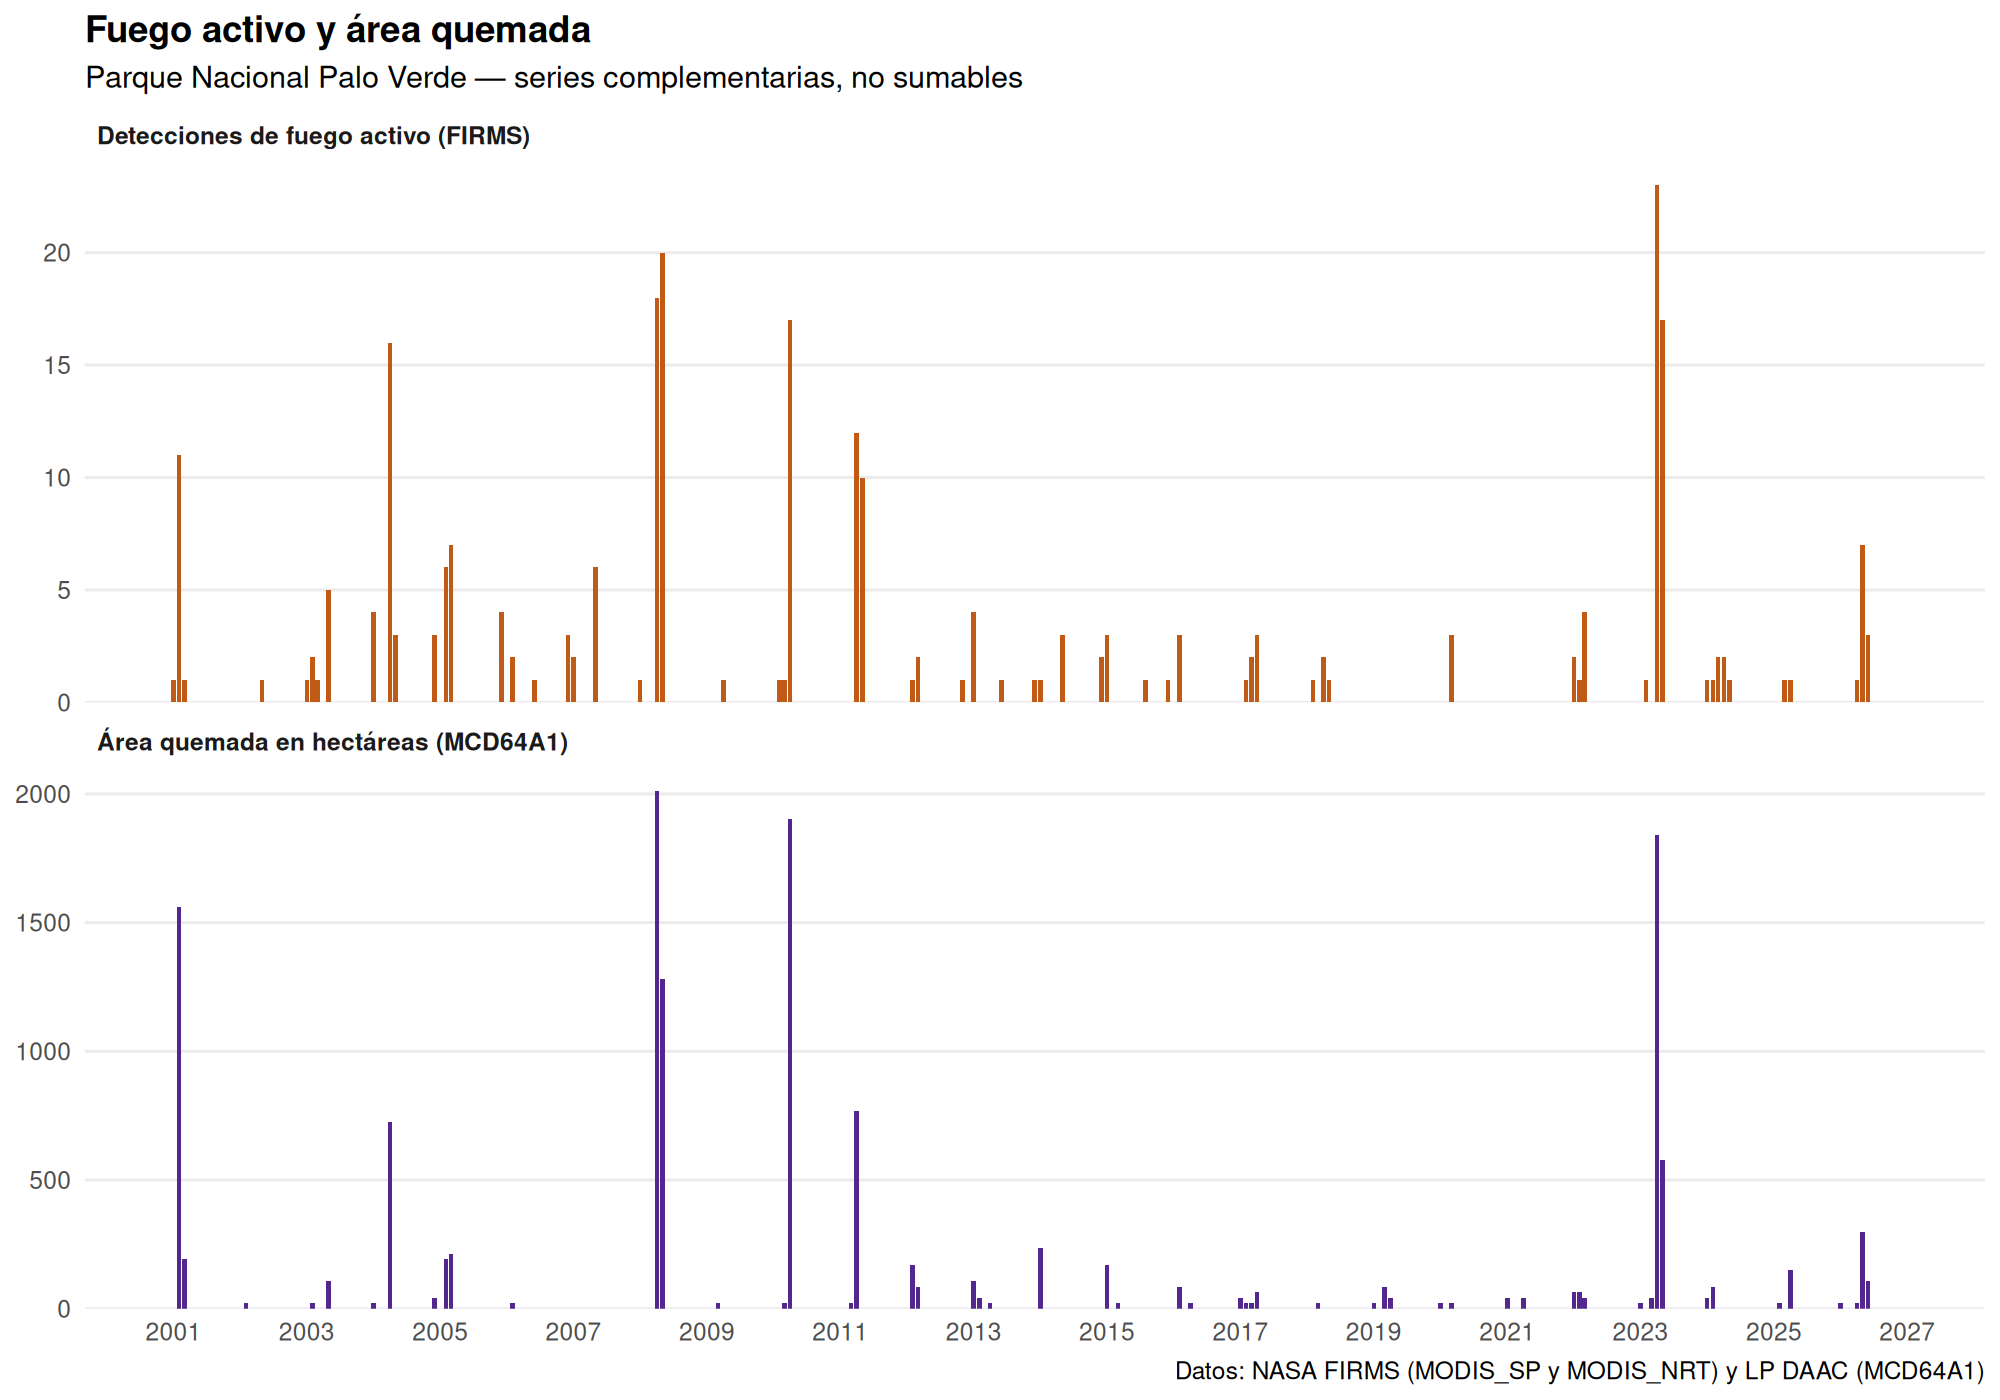 Fuego activo y área quemada
Parque Nacional Palo Verde — series complementarias, no sumables
Detecciones de fuego activo (FIRMS)
20
15
10
5
0
Área quemada en hectáreas (MCD64A1)
2000
1500
1000
500
0
2001 2003 2005 2007 2009 2011 2013 2015 2017 2019 2021 2023 2025 2027
Datos: NASA FIRMS (MODIS_SP y MODIS_NRT) y LP DAAC (MCD64A1)